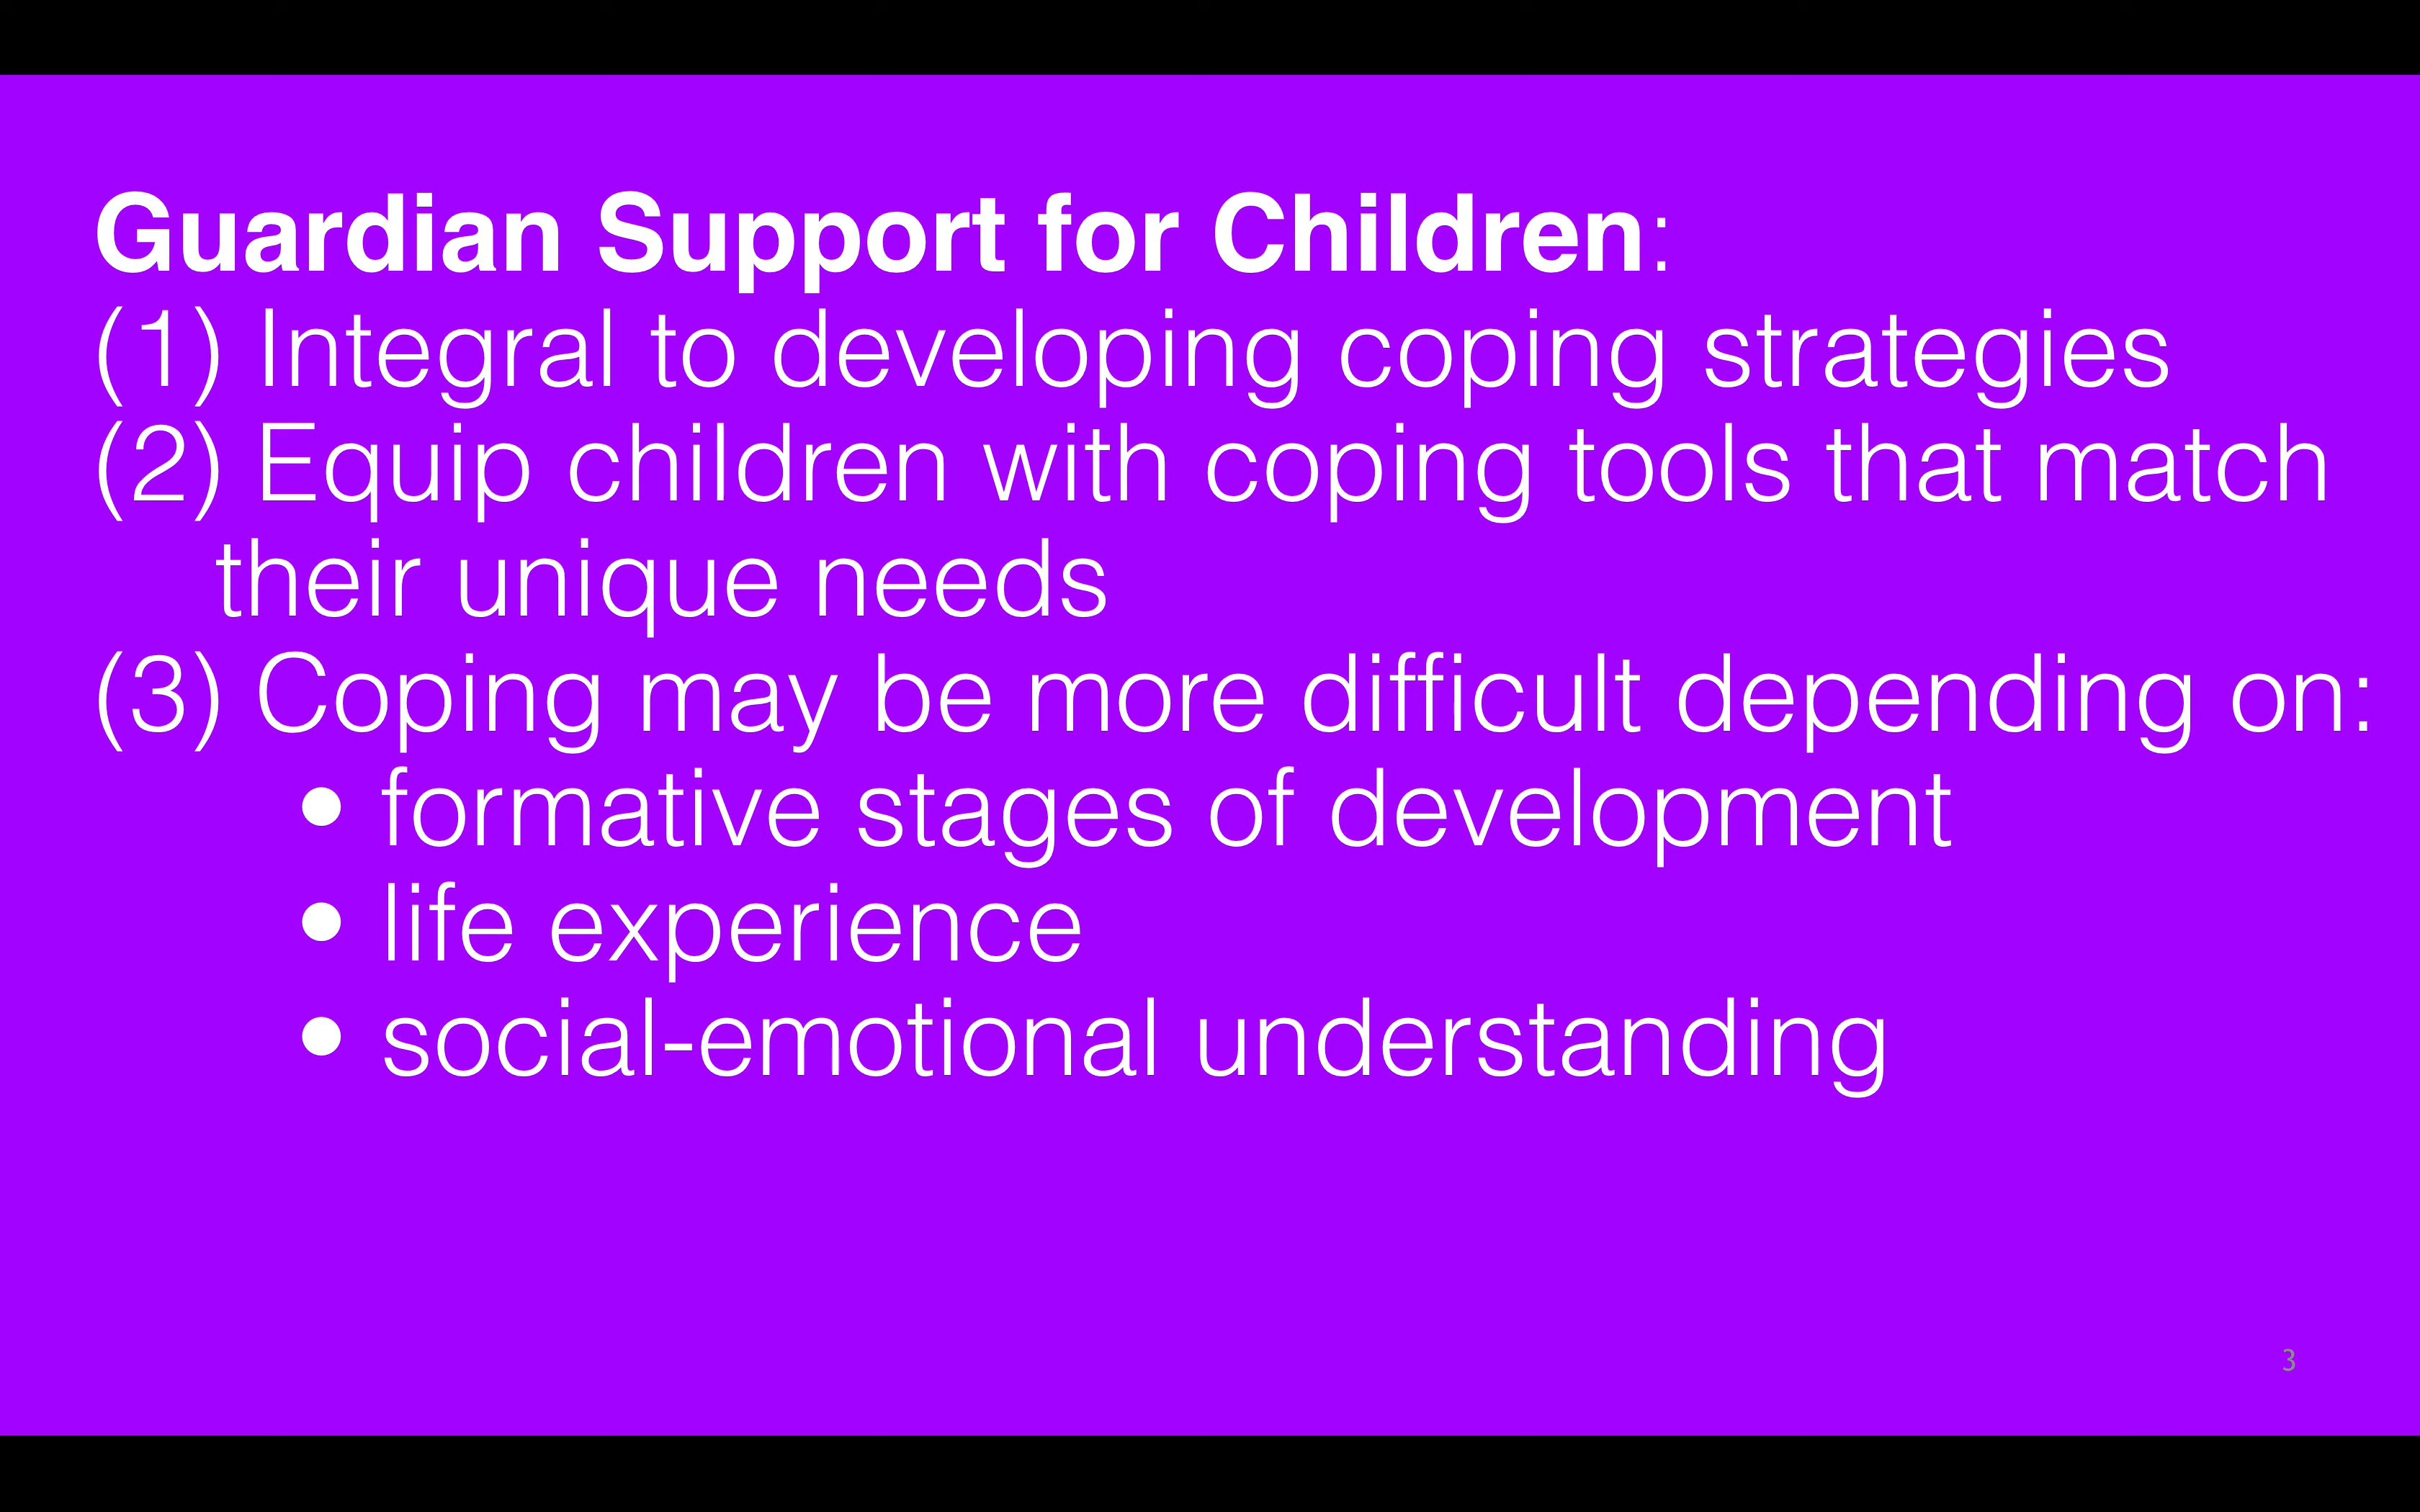 Guardian Support for Children:
(1) Integral to developing coping strategies
(2) Equip children with coping tools that match
their unique needs
(3) Coping may be more difficult depending on:
• formative stages of development
• life experience
• social-emotional understanding
3